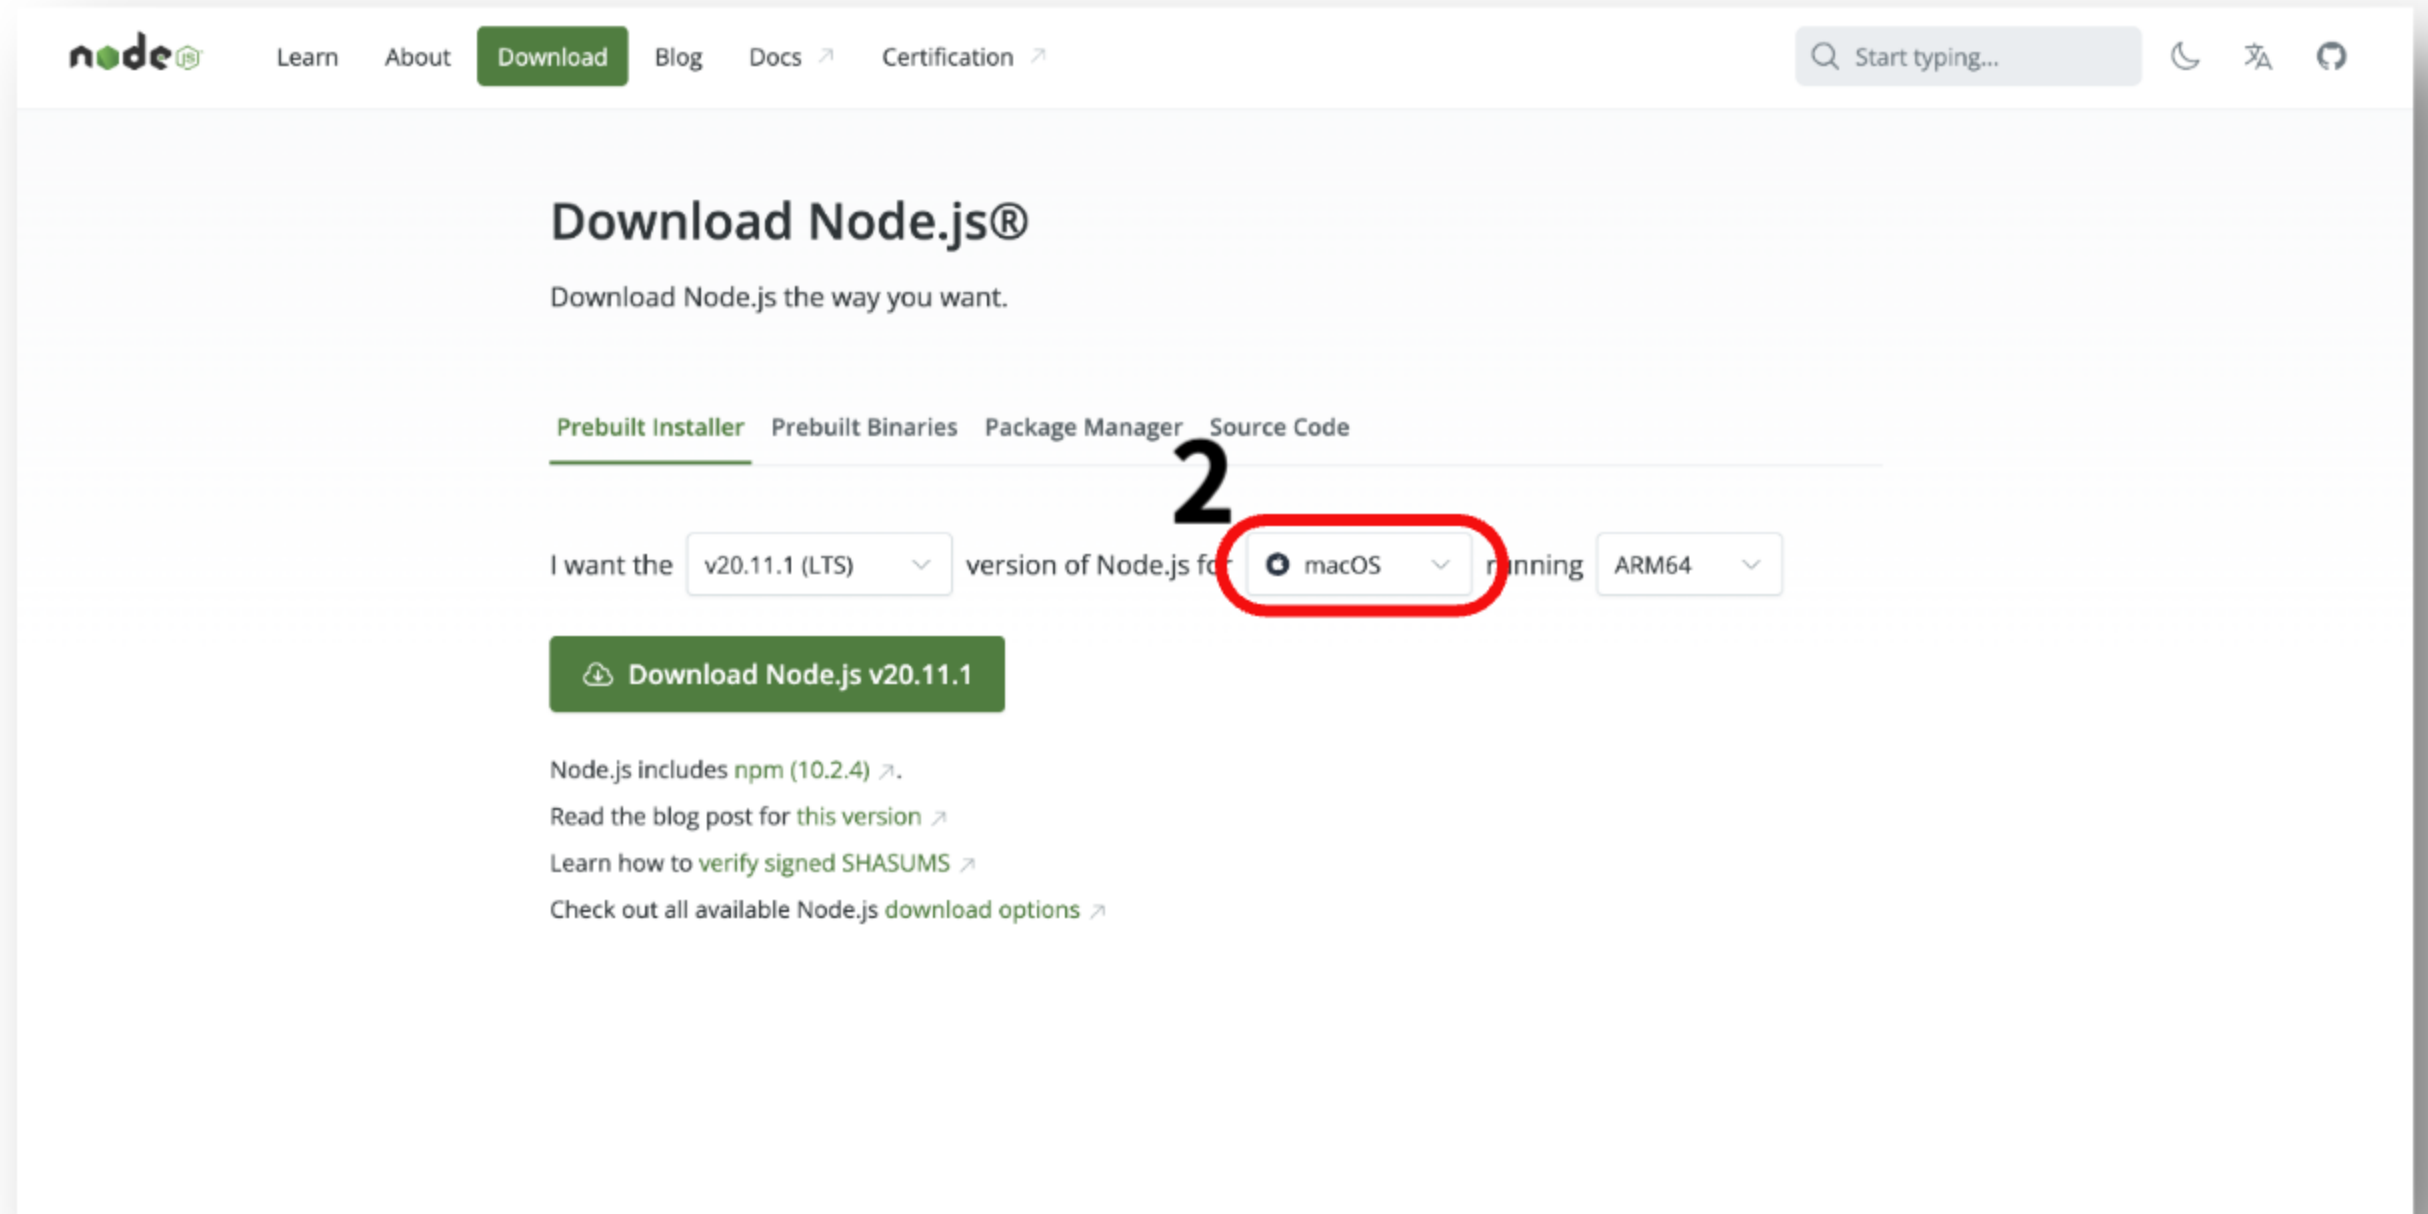 node js
Learn About Download Blog Docs Certification Start typing...
Download Node.js®
Download Node.js the way you want.
Prebuilt Installer Prebuilt Binaries Package Manager Source Code
2
I want the v20.11.1 (LTS) version of Node.js for macOS running ARM64
Download Node.js v20.11.1
Node.js includes npm (10.2.4).
Read the blog post for this version
Learn how to verify signed SHASUMS
Check out all available Node.js download options